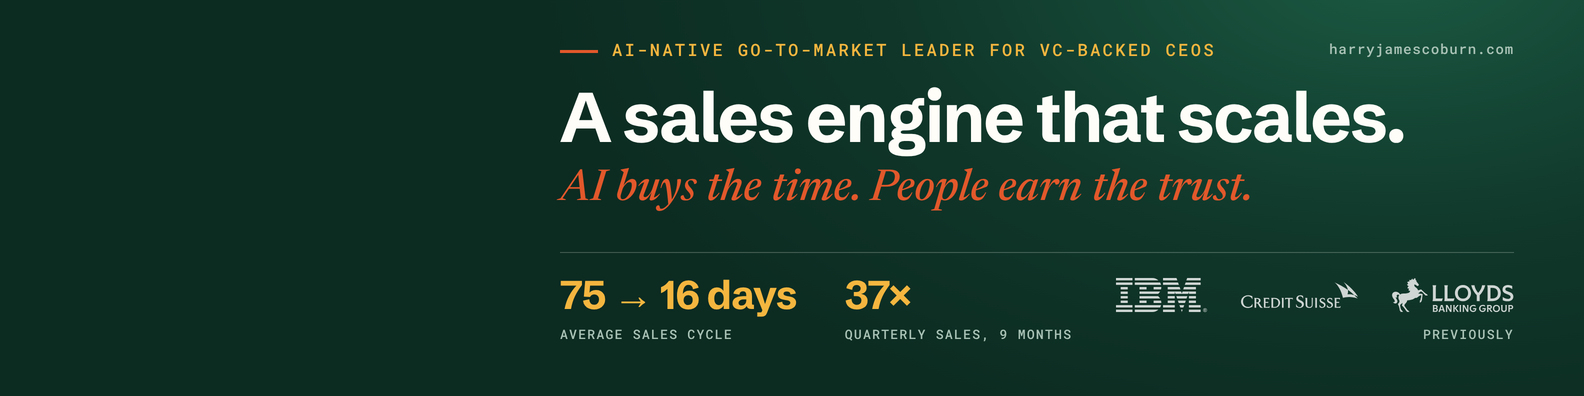 AI-NATIVE GO-TO-MARKET LEADER FOR VC-BACKED CEOS
harryjamescoburn.com
A sales engine that scales.
AI buys the time. People earn the trust.
75 → 16 days
AVERAGE SALES CYCLE
37×
QUARTERLY SALES, 9 MONTHS
IBM®
CREDIT SUISSE
LLOYDS
BANKING GROUP
PREVIOUSLY